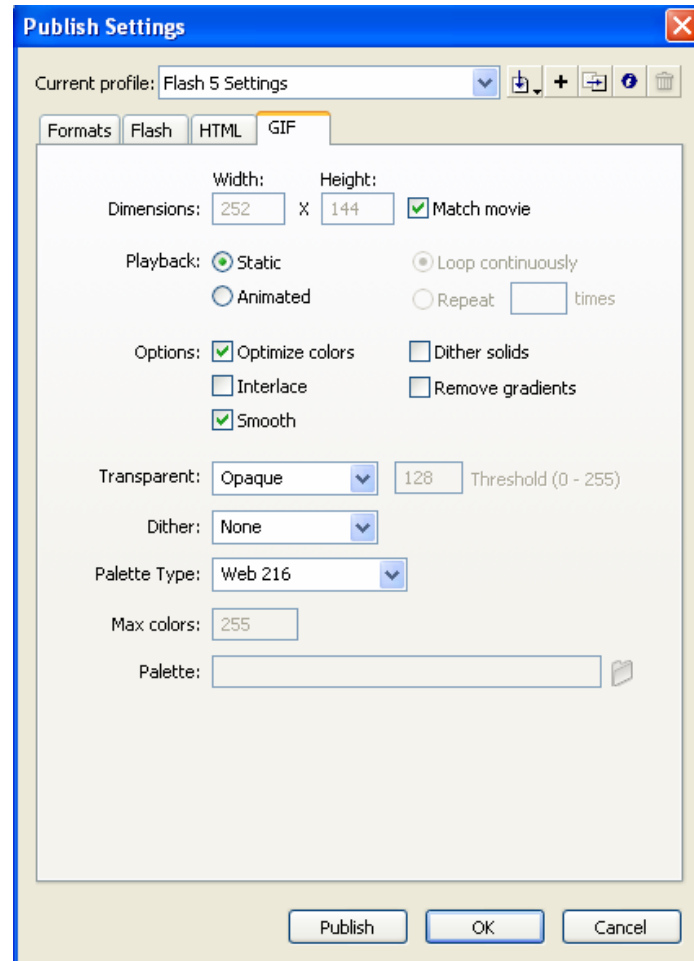 Publish Settings
Current profile: Flash 5 Settings
Formats Flash HTML GIF
Width: Height:
Dimensions: 252 X 144 Match movie
Playback: Static Loop continuously
Animated Repeat times
Options: Optimize colors Dither solids
Interlace Remove gradients
Smooth
Transparent: Opaque 128 Threshold (0 - 255)
Dither: None
Palette Type: Web 216
Max colors: 255
Palette:
Publish OK Cancel